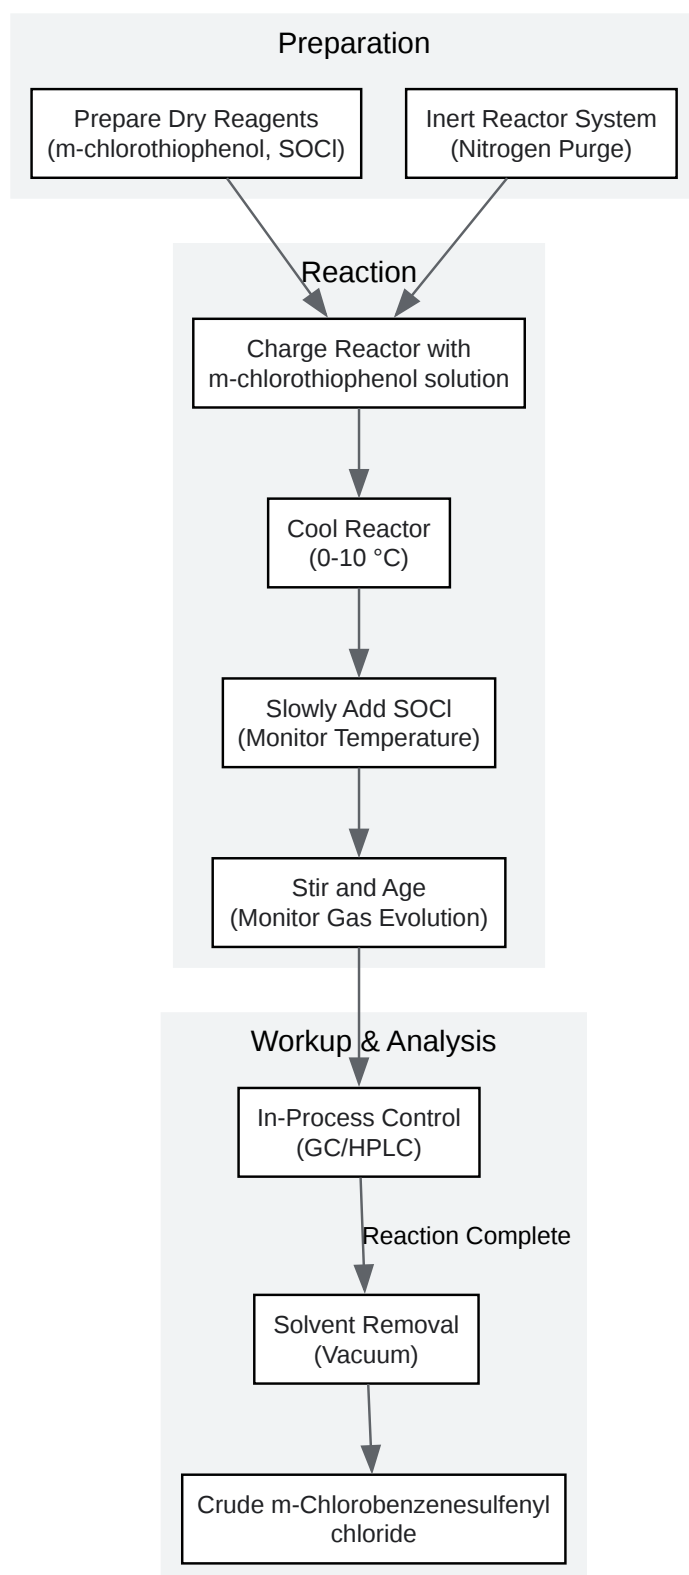 Preparation
Prepare Dry Reagents
(m-chlorothiophenol, SOCl)
Inert Reactor System
(Nitrogen Purge)
Reaction
Charge Reactor with
m-chlorothiophenol solution
Cool Reactor
(0-10 °C)
Slowly Add SOCl
(Monitor Temperature)
Stir and Age
(Monitor Gas Evolution)
Workup & Analysis
In-Process Control
(GC/HPLC)
Reaction Complete
Solvent Removal
(Vacuum)
Crude m-Chlorobenzenesulfenyl
chloride